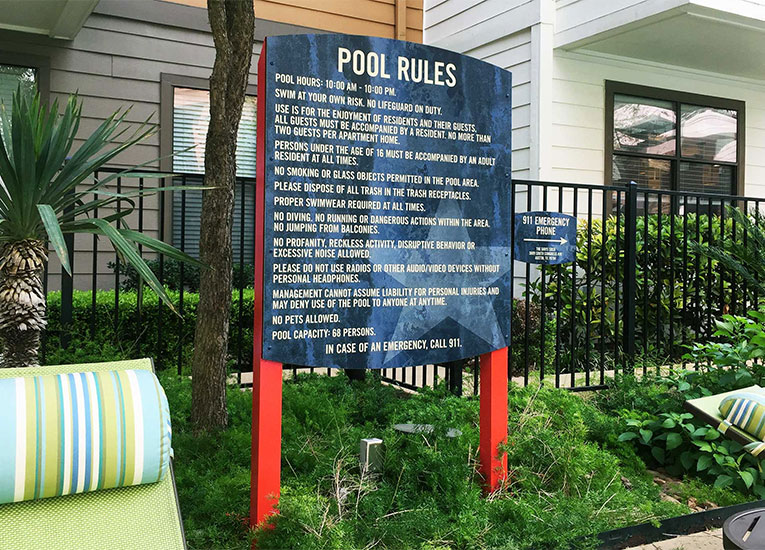 POOL RULES
POOL HOURS: 10:00 AM - 10:00 PM.
SWIM AT YOUR OWN RISK. NO LIFEGUARD ON DUTY.
USE IS FOR THE ENJOYMENT OF RESIDENTS AND THEIR GUESTS.
ALL GUESTS MUST BE ACCOMPANIED BY A RESIDENT. NO MORE THAN
TWO GUESTS PER APARTMENT HOME.
PERSONS UNDER THE AGE OF 16 MUST BE ACCOMPANIED BY AN ADULT
RESIDENT AT ALL TIMES.
NO SMOKING OR GLASS OBJECTS PERMITTED IN THE POOL AREA.
PLEASE DISPOSE OF ALL TRASH IN THE TRASH RECEPTACLES.
PROPER SWIMWEAR REQUIRED AT ALL TIMES.
NO DIVING, NO RUNNING OR DANGEROUS ACTIONS WITHIN THE AREA.
NO JUMPING FROM BALCONIES.
NO PROFANITY, RECKLESS ACTIVITY, DISRUPTIVE BEHAVIOR OR
EXCESSIVE NOISE ALLOWED.
PLEASE DO NOT USE RADIOS OR OTHER AUDIO/VIDEO DEVICES WITHOUT
PERSONAL HEADPHONES.
MANAGEMENT CANNOT ASSUME LIABILITY FOR PERSONAL INJURIES AND
MAY DENY USE OF THE POOL TO ANYONE AT ANYTIME.
NO PETS ALLOWED.
POOL CAPACITY: 68 PERSONS.
IN CASE OF AN EMERGENCY, CALL 911.
911 EMERGENCY
PHONE